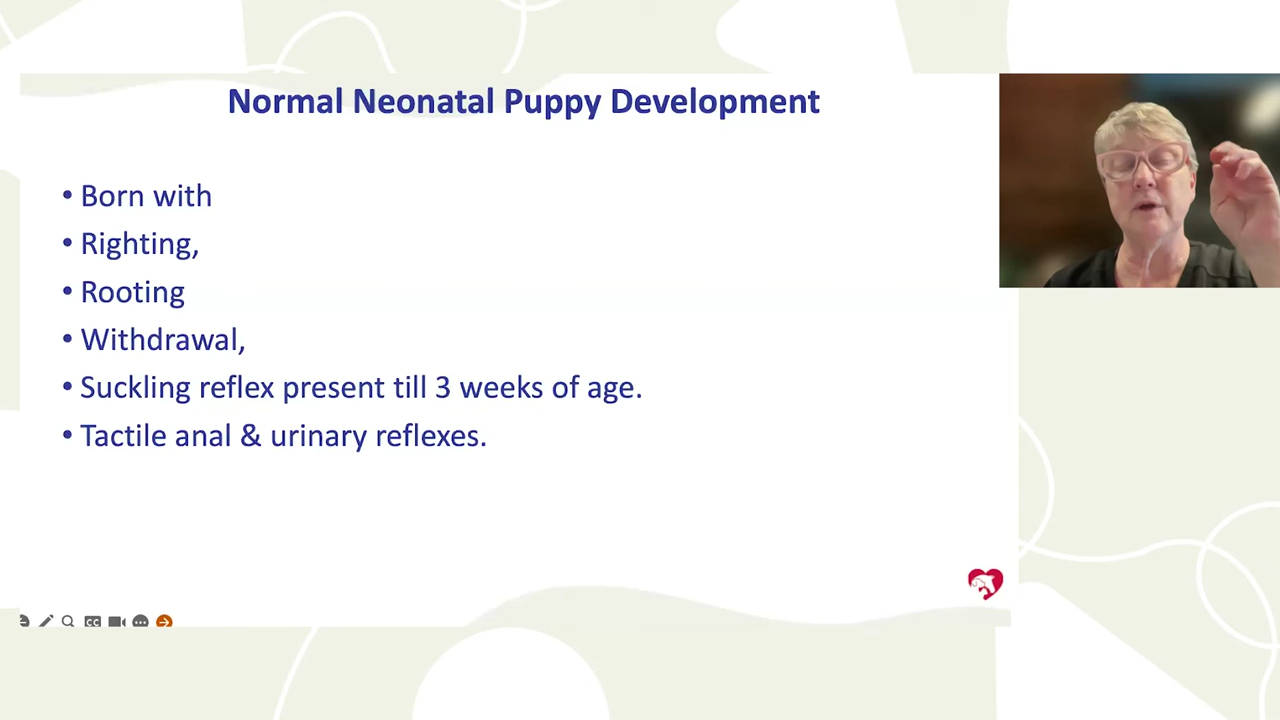 Normal Neonatal Puppy Development
• Born with
• Righting,
• Rooting
• Withdrawal,
• Suckling reflex present till 3 weeks of age.
• Tactile anal & urinary reflexes.
CC